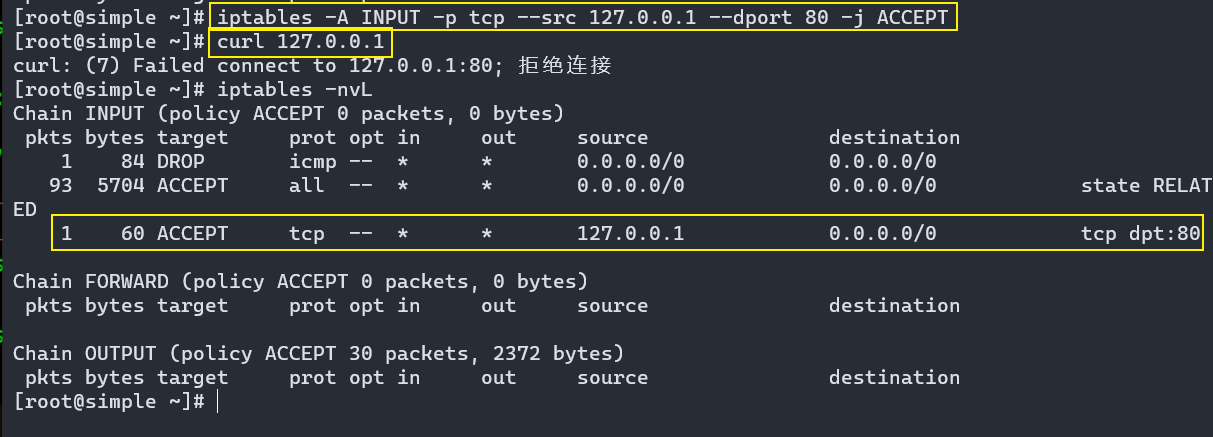 [root@simple ~]# iptables -A INPUT -p tcp --src 127.0.0.1 --dport 80 -j ACCEPT
[root@simple ~]# curl 127.0.0.1
curl: (7) Failed connect to 127.0.0.1:80; 拒绝连接
[root@simple ~]# iptables -nvL
Chain INPUT (policy ACCEPT 0 packets, 0 bytes)
 pkts bytes target     prot opt in     out     source               destination
    1    84 DROP       icmp --  *      *       0.0.0.0/0            0.0.0.0/0
   93  5704 ACCEPT     all  --  *      *       0.0.0.0/0            0.0.0.0/0            state RELAT
ED
    1    60 ACCEPT     tcp  --  *      *       127.0.0.1            0.0.0.0/0            tcp dpt:80
Chain FORWARD (policy ACCEPT 0 packets, 0 bytes)
 pkts bytes target     prot opt in     out     source               destination
Chain OUTPUT (policy ACCEPT 30 packets, 2372 bytes)
 pkts bytes target     prot opt in     out     source               destination
[root@simple ~]#